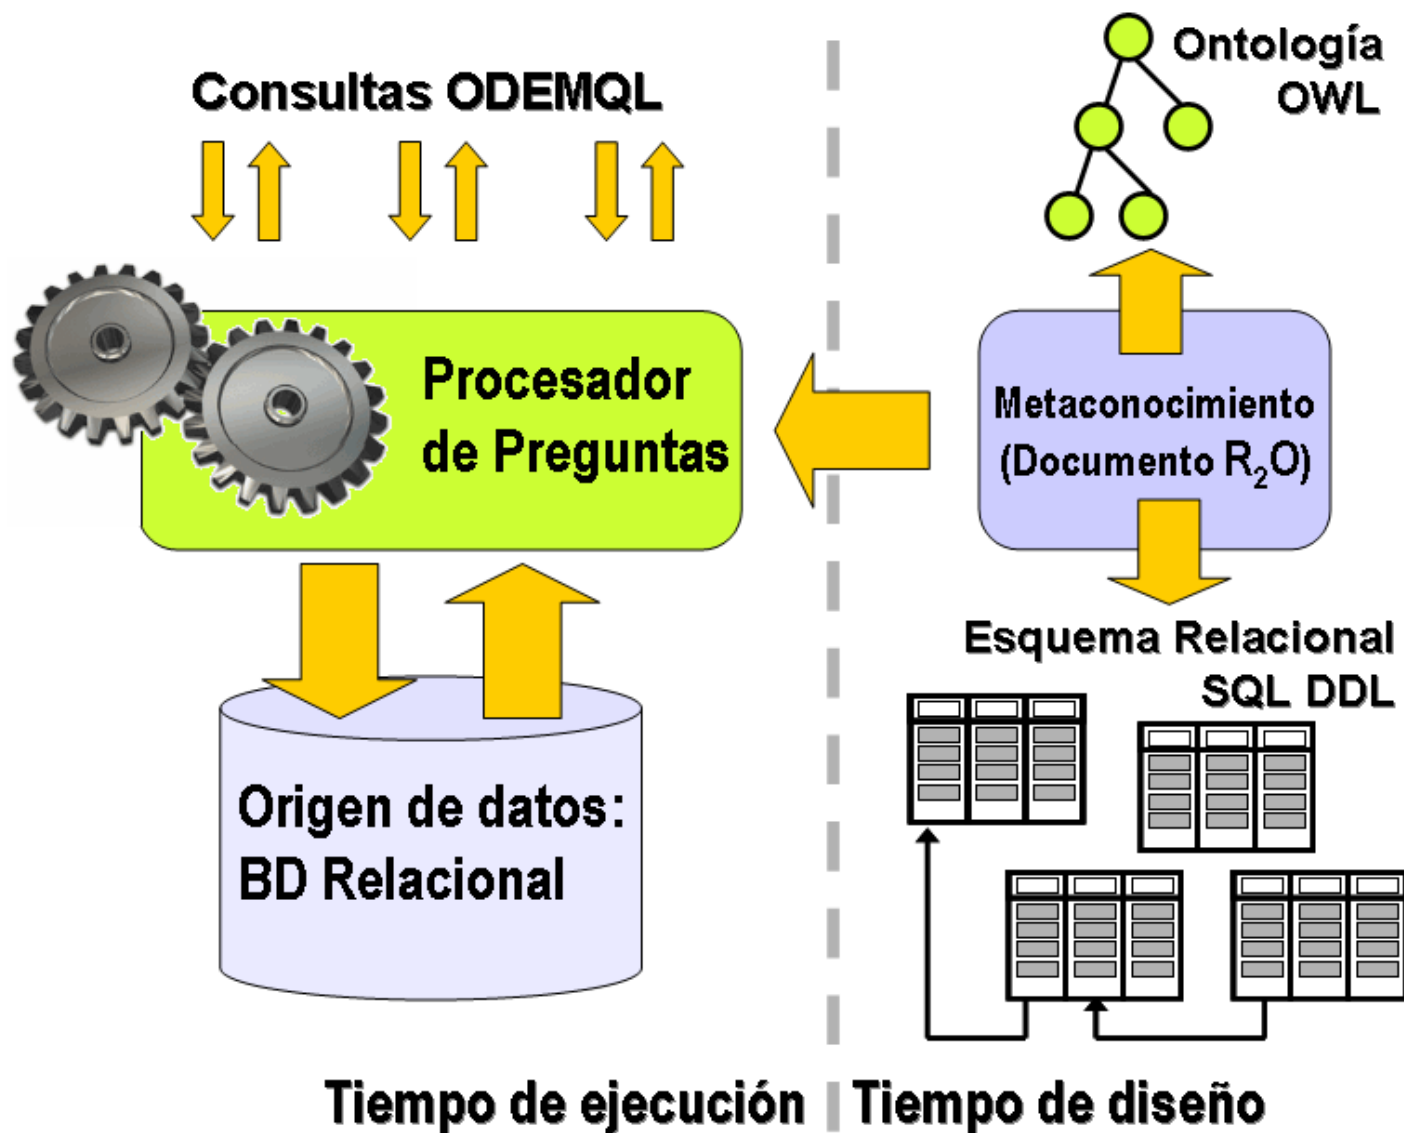 Consultas ODEMQL
Procesador
de Preguntas
Origen de datos:
BD Relacional
Tiempo de ejecución
Ontología
OWL
Metaconocimiento
(Documento R₂O)
Esquema Relacional
SQL DDL
Tiempo de diseño